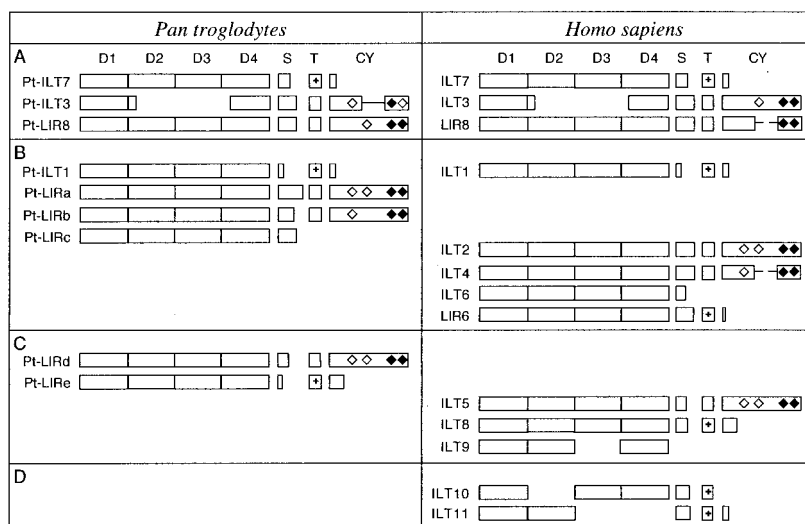 Pan troglodytes
Homo sapiens
A
D1 D2 D3 D4 S T CY
D1 D2 D3 D4 S T CY
Pt-ILT7
+
ILT7
+
Pt-ILT3
ILT3
Pt-LIR8
LIR8
B
Pt-ILT1
+
ILT1
+
Pt-LIRa
Pt-LIRb
Pt-LIRc
ILT2
ILT4
ILT6
LIR6
+
C
Pt-LIRd
Pt-LIRe
+
ILT5
ILT8
+
ILT9
D
ILT10
+
ILT11
+